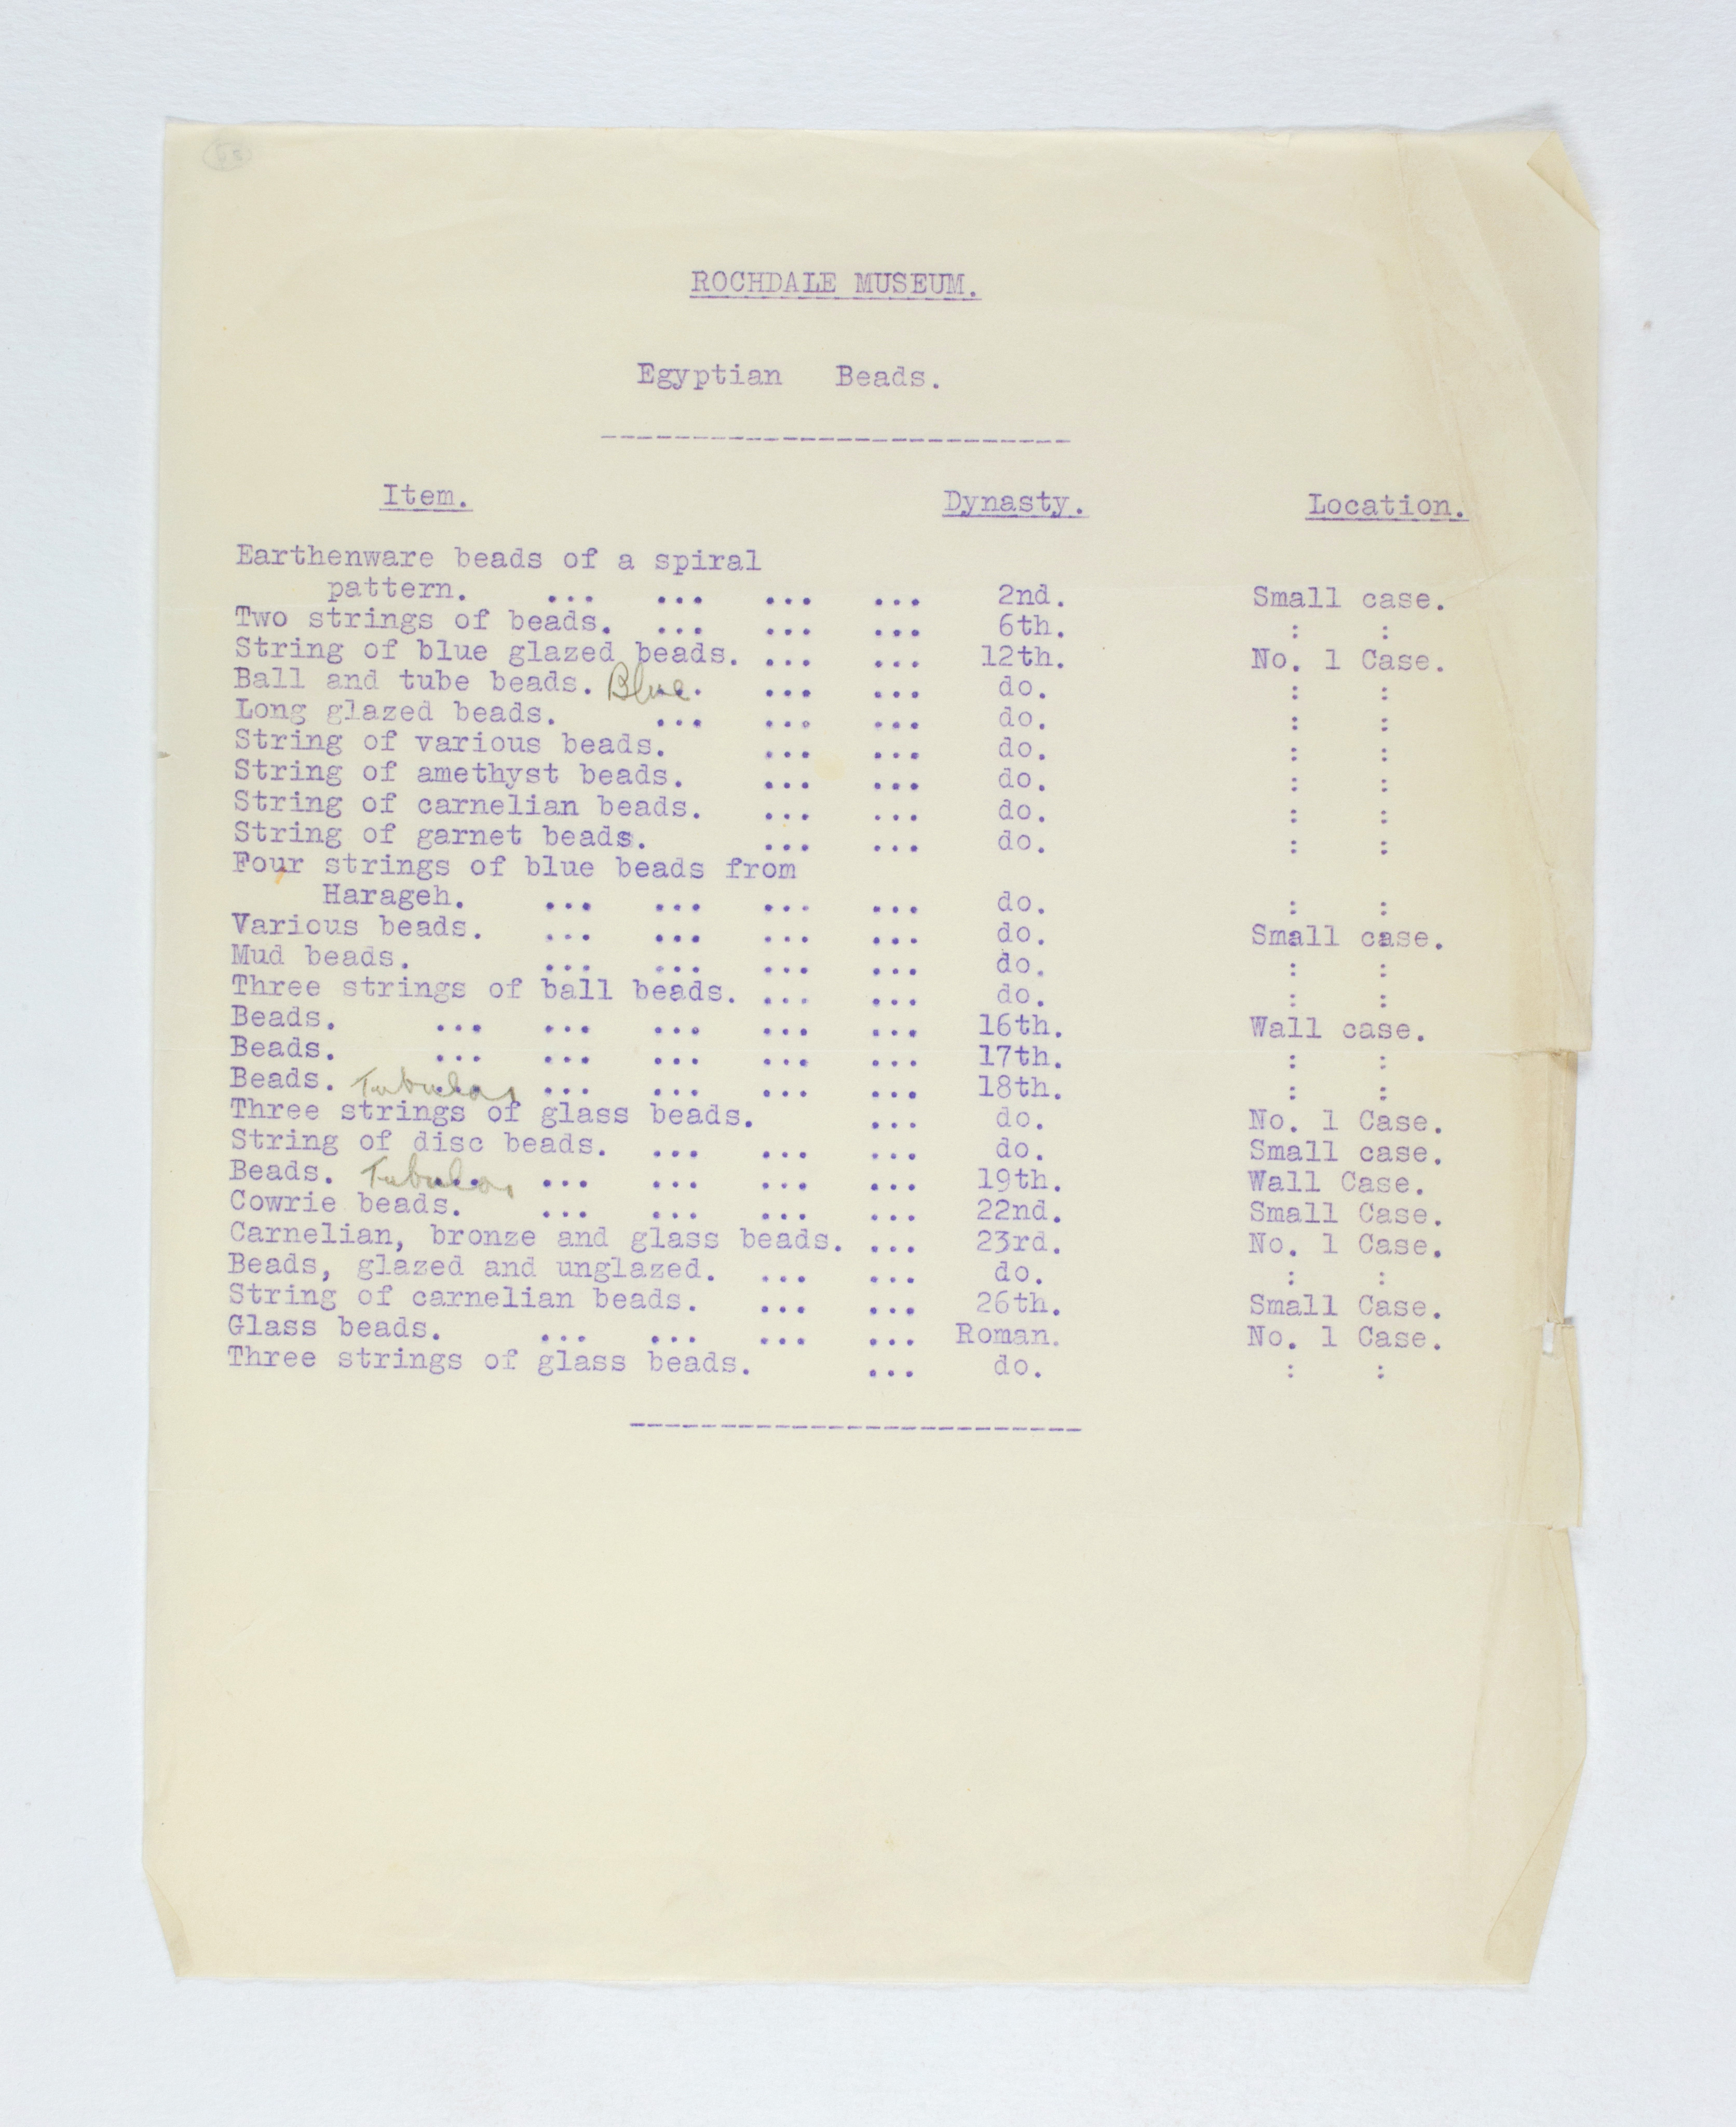 ROCHDALE MUSEUM.
Egyptian Beads.
Item. Dynasty. Location.
Earthenware beads of a spiral
pattern. ... ... ... ... 2nd. Small case.
Two strings of beads. ... ... ... 6th. : :
String of blue glazed beads. ... ... 12th. No. 1 Case.
Ball and tube beads. Blue ... ... ... do. : :
Long glazed beads. ... ... ... do. : :
String of various beads. ... ... do. : :
String of amethyst beads. ... ... do. : :
String of carnelian beads. ... ... do. : :
String of garnet beads. ... ... do. : :
Four strings of blue beads from
Harageh. ... ... ... ... do. : :
Various beads. ... ... ... ... do. Small case.
Mud beads. ... ... ... ... do. : :
Three strings of ball beads. ... ... do. : :
Beads. ... ... ... ... ... 16th. Wall case.
Beads. ... ... ... ... ... 17th. : :
Beads. Tubular ... ... ... ... ... 18th. : :
Three strings of glass beads. ... do. No. 1 Case.
String of disc beads. ... ... ... do. Small case.
Beads. Tubular ... ... ... ... ... 19th. Wall Case.
Cowrie beads. ... ... ... ... 22nd. Small Case.
Carnelian, bronze and glass beads. ... 23rd. No. 1 Case.
Beads, glazed and unglazed. ... ... do. : :
String of carnelian beads. ... ... 26th. Small Case.
Glass beads. ... ... ... ... Roman. No. 1 Case.
Three strings of glass beads. ... do. : :